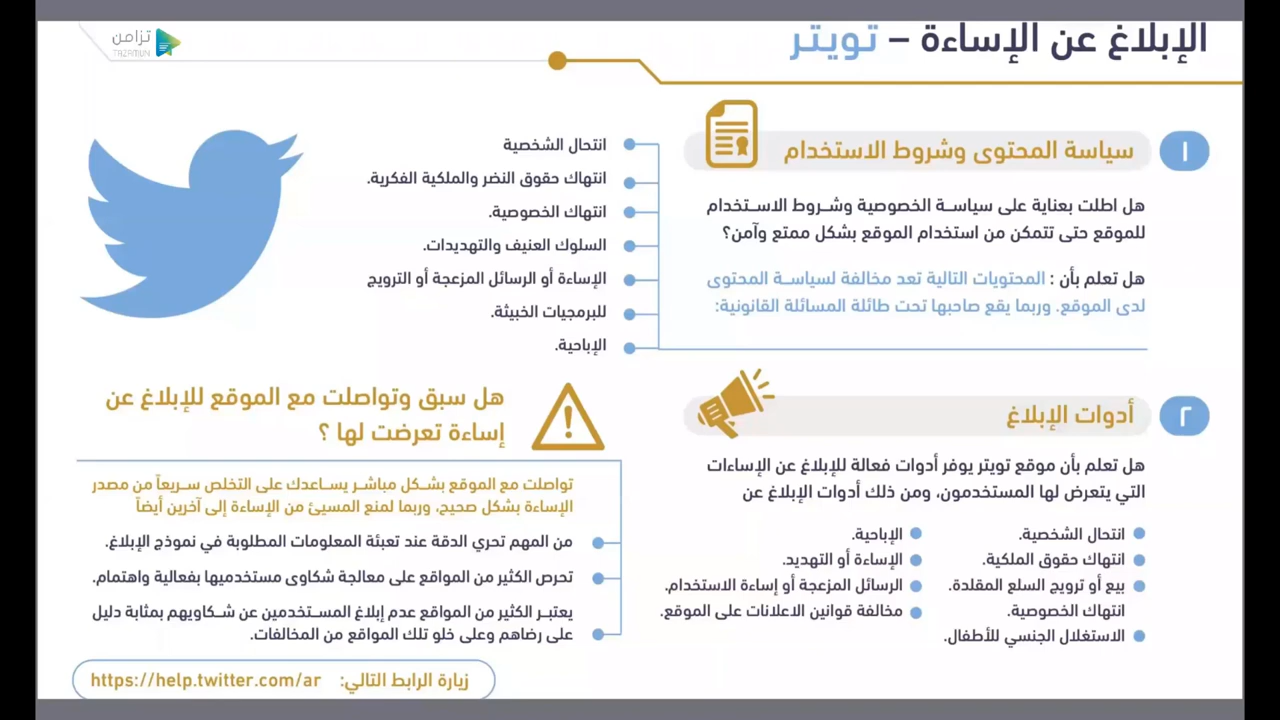 الإبلاغ عن الإساءة – تويتر
تزامن
TAZAMUN
١
سياسة المحتوى وشروط الاستخدام
هل اطلت بعناية على سياسة الخصوصية وشروط الاستخدام
للموقع حتى تتمكن من استخدام الموقع بشكل ممتع وآمن؟
هل تعلم بأن : المحتويات التالية تعد مخالفة لسياسة المحتوى
لدى الموقع. وربما يقع صاحبها تحت طائلة المسائلة القانونية:
انتحال الشخصية
انتهاك حقوق النضر والملكية الفكرية.
انتهاك الخصوصية.
السلوك العنيف والتهديدات.
الإساءة أو الرسائل المزعجة أو الترويج
للبرمجيات الخبيثة.
الإباحية.
٢
أدوات الإبلاغ
هل تعلم بأن موقع تويتر يوفر أدوات فعالة للإبلاغ عن الإساءات
التي يتعرض لها المستخدمون، ومن ذلك أدوات الإبلاغ عن
انتحال الشخصية.
انتهاك حقوق الملكية.
بيع أو ترويج السلع المقلدة.
انتهاك الخصوصية.
الاستغلال الجنسي للأطفال.
الإباحية.
الإساءة أو التهديد.
الرسائل المزعجة أو إساءة الاستخدام.
مخالفة قوانين الاعلانات على الموقع.
هل سبق وتواصلت مع الموقع للإبلاغ عن
إساءة تعرضت لها ؟
تواصلت مع الموقع بشكل مباشر يساعدك على التخلص سريعاً من مصدر
الإساءة بشكل صحيح، وربما لمنع المسيئ من الإساءة إلى آخرين أيضاً
من المهم تحري الدقة عند تعبئة المعلومات المطلوبة في نموذج الإبلاغ.
تحرص الكثير من المواقع على معالجة شكاوى مستخدميها بفعالية واهتمام.
يعتبر الكثير من المواقع عدم إبلاغ المستخدمين عن شكاويهم بمثابة دليل
على رضاهم وعلى خلو تلك المواقع من المخالفات.
زيارة الرابط التالي: https://help.twitter.com/ar